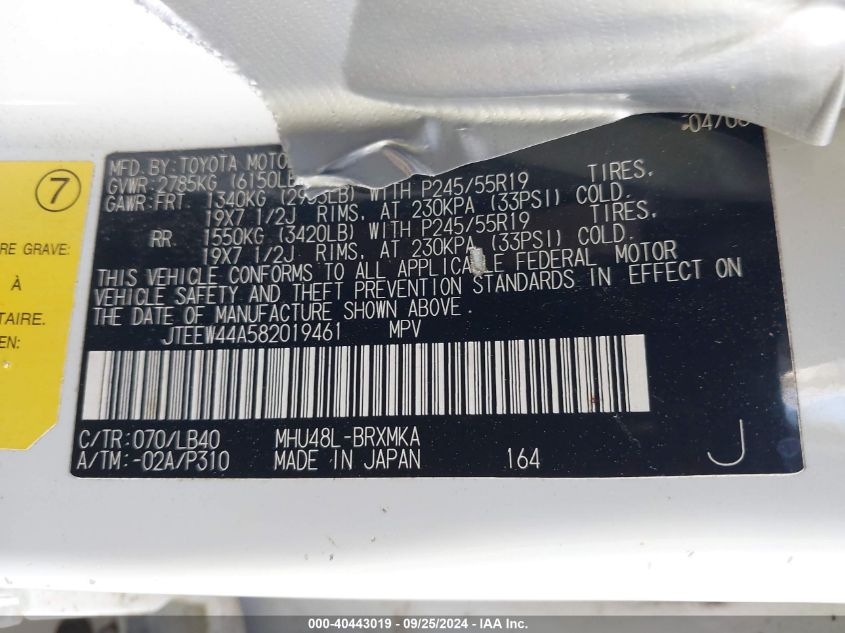 04/08
MFD. BY: TOYOTA MOTO
GVWR: 2785KG (6150LB
GAWR: FRT. 1340KG LB) WITH P245/55R19 TIRES,
19X7 1/2J RIMS, AT 230KPA (33PSI) COLD.
RR 1550KG (3420LB) WITH P245/55R19 TIRES,
19X7 1/2J RIMS, AT 230KPA (33PSI) COLD.
THIS VEHICLE CONFORMS TO ALL APPLICABLE FEDERAL MOTOR
VEHICLE SAFETY AND THEFT PREVENTION STANDARDS IN EFFECT ON
THE DATE OF MANUFACTURE SHOWN ABOVE.
JTEEW44A582019461 MPV
C/TR: 070/LB40 MHU48L-BRXMKA
A/TM: -02A/P310 MADE IN JAPAN 164 J
7
RE GRAVE:
À
TAIRE.
EN:
000-40443019 - 09/25/2024 - IAA Inc.